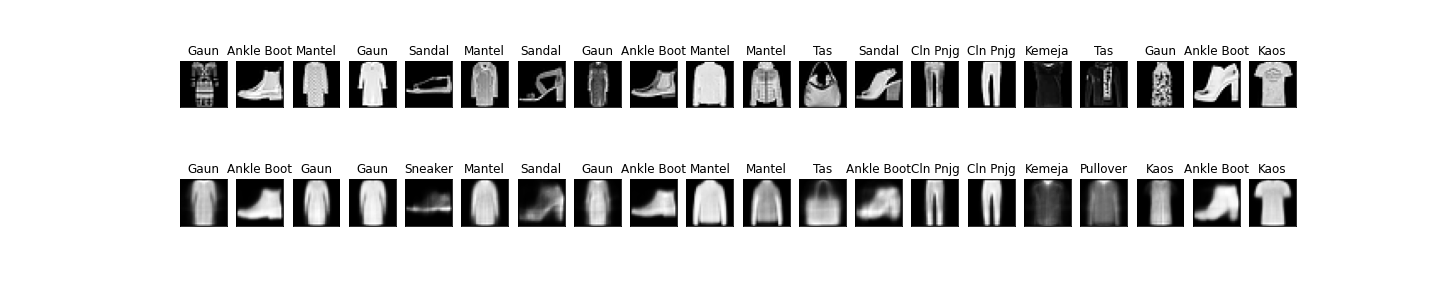 Gaun Ankle Boot Mantel Gaun Sandal Mantel Sandal Gaun Ankle Boot Mantel Mantel Tas Sandal Cln Pnjg Cln Pnjg Kemeja Tas Gaun Ankle Boot Kaos
Gaun Ankle Boot Gaun Gaun Sneaker Mantel Sandal Gaun Ankle Boot Mantel Mantel Tas Ankle Boot Cln Pnjg Cln Pnjg Kemeja Pullover Kaos Ankle Boot Kaos